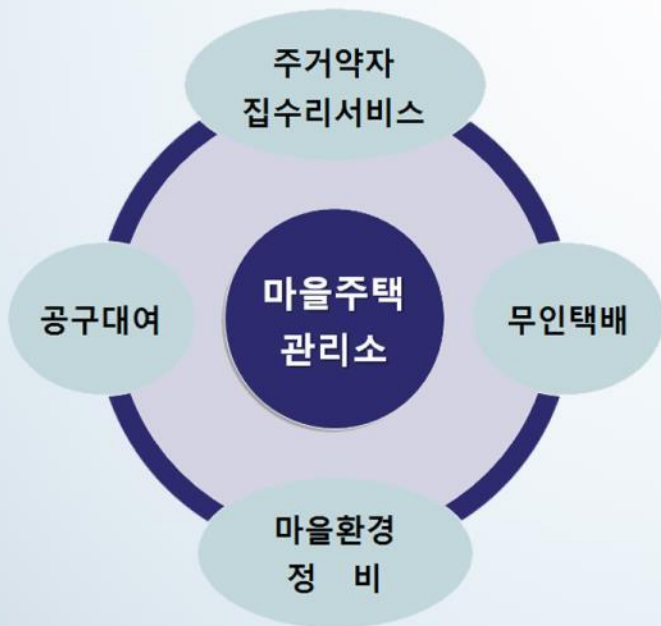 주거약자
집수리서비스
공구대여
마을주택
관리소
무인택배
마을환경
정 비